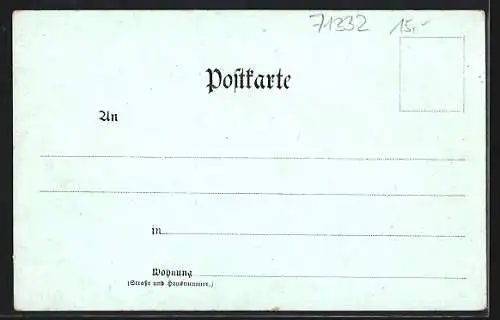 71332 15.-
Postkarte
An
in
Wohnung
(Straße und Hausnummer.)